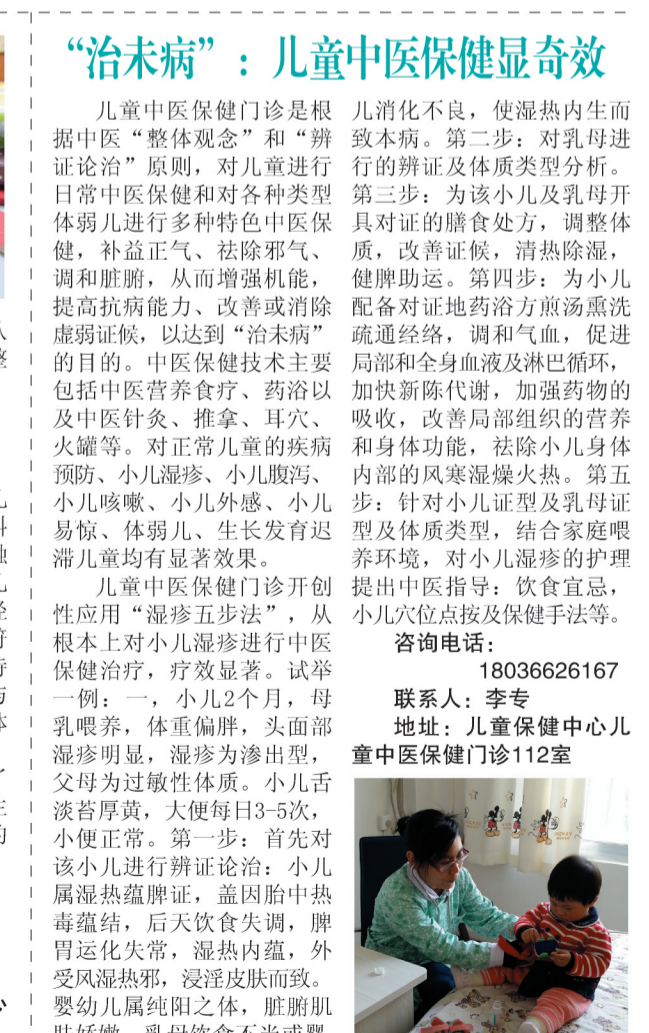 “治未病”：儿童中医保健显奇效
儿童中医保健门诊是根
据中医“整体观念”和“辨
证论治”原则，对儿童进行
日常中医保健和对各种类型
体弱儿进行多种特色中医保
健，补益正气、祛除邪气、
调和脏腑，从而增强机能，
提高抗病能力、改善或消除
虚弱证候，以达到“治未病”
的目的。中医保健技术主要
包括中医营养食疗、药浴以
及中医针灸、推拿、耳穴、
火罐等。对正常儿童的疾病
预防、小儿湿疹、小儿腹泻、
小儿咳嗽、小儿外感、小儿
易惊、体弱儿、生长发育迟
滞儿童均有显著效果。
儿童中医保健门诊开创
性应用“湿疹五步法”，从
根本上对小儿湿疹进行中医
保健治疗，疗效显著。试举
一例：一，小儿2个月，母
乳喂养，体重偏胖，头面部
湿疹明显，湿疹为渗出型，
父母为过敏性体质。小儿舌
淡苔厚黄，大便每日3-5次，
小便正常。第一步：首先对
该小儿进行辨证论治：小儿
属湿热蕴脾证，盖因胎中热
毒蕴结，后天饮食失调，脾
胃运化失常，湿热内蕴，外
受风湿热邪，浸淫皮肤而致。
婴幼儿属纯阳之体，脏腑肌
儿消化不良，使湿热内生而
致本病。第二步：对乳母进
行的辨证及体质类型分析。
第三步：为该小儿及乳母开
具对证的膳食处方，调整体
质，改善证候，清热除湿，
健脾助运。第四步：为小儿
配备对证地药浴方煎汤熏洗
疏通经络，调和气血，促进
局部和全身血液及淋巴循环，
加快新陈代谢，加强药物的
吸收，改善局部组织的营养
和身体功能，祛除小儿身体
内部的风寒湿燥火热。第五
步：针对小儿证型及乳母证
型及体质类型，结合家庭喂
养环境，对小儿湿疹的护理
提出中医指导：饮食宜忌，
小儿穴位点按及保健手法等。
咨询电话：
18036626167
联系人：李专
地址：儿童保健中心儿
童中医保健门诊112室